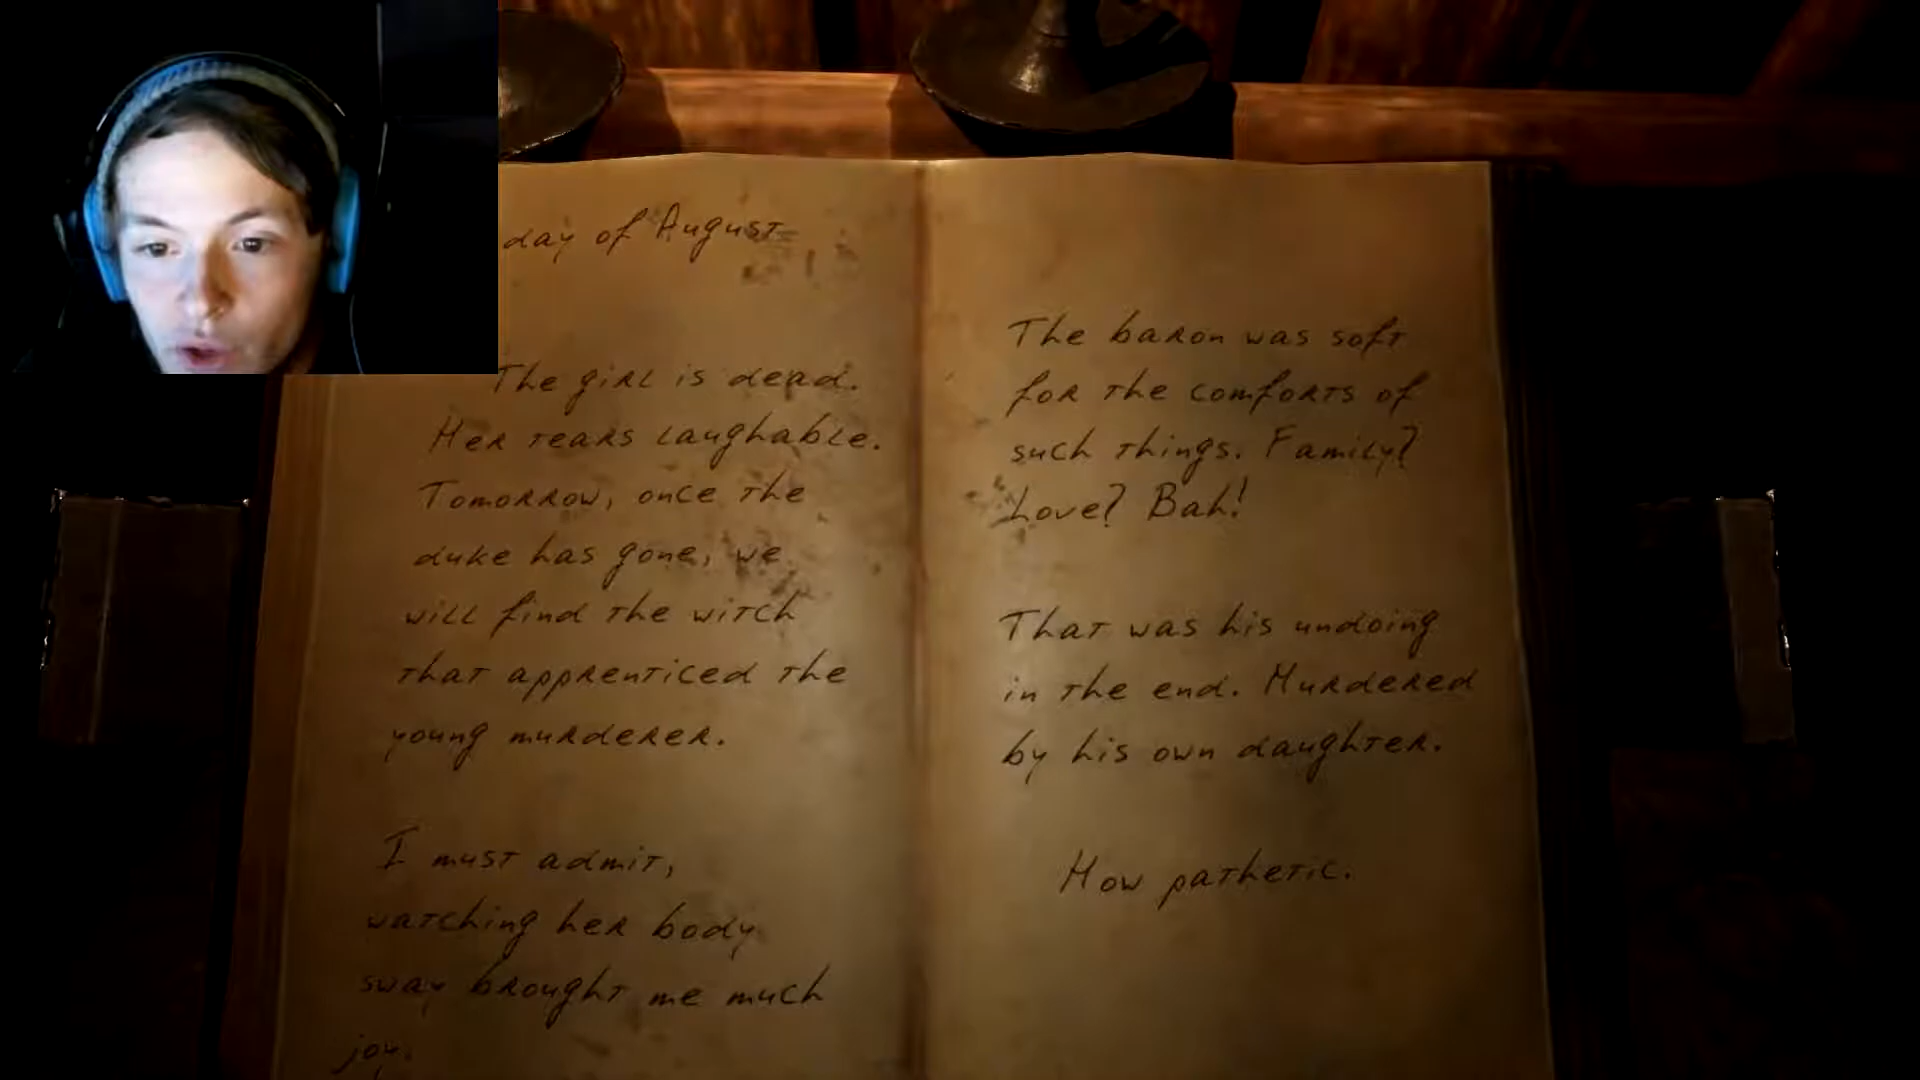 day of August
The girl is dead.
Her tears laughable.
Tomorrow, once the
duke has gone, we
will find the witch
that apprenticed the
young murderer.
I must admit,
watching her body
sway brought me much
joy.
The baron was soft
for the comforts of
such things. Family?
Love? Bah!
That was his undoing
in the end. Murdered
by his own daughter.
How pathetic.